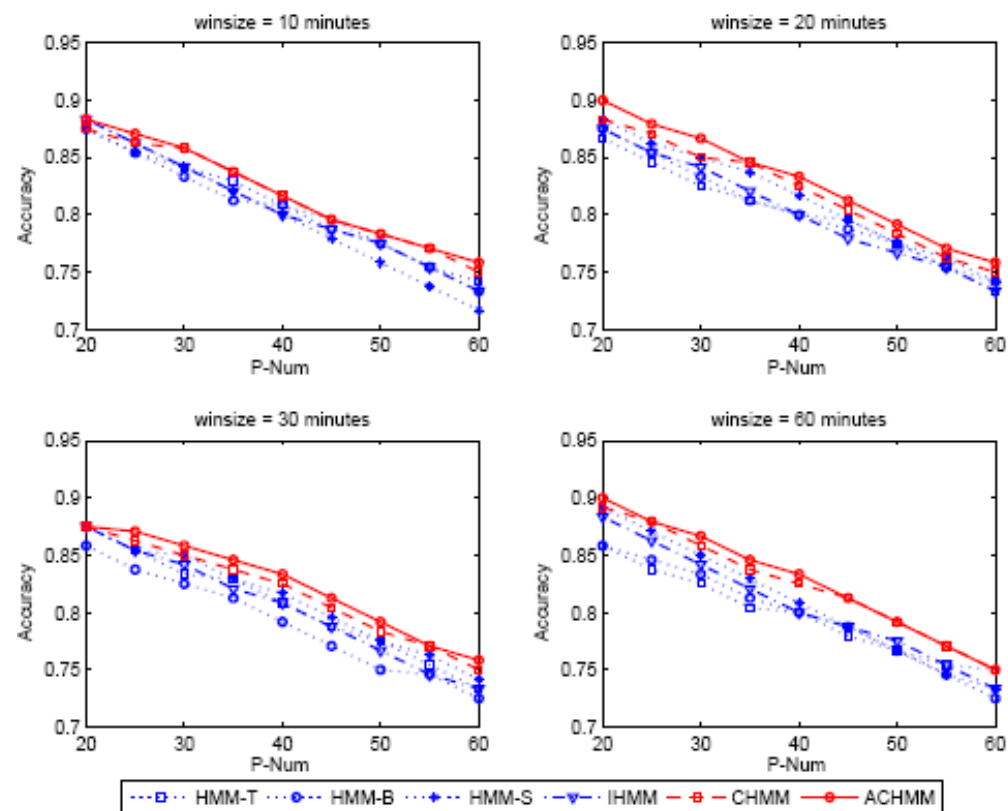 winsize = 10 minutes
0.95
0.9
0.85
0.8
0.75
0.7
Accuracy
20 30 40 50 60
P-Num
winsize = 20 minutes
0.95
0.9
0.85
0.8
0.75
0.7
Accuracy
20 30 40 50 60
P-Num
winsize = 30 minutes
0.95
0.9
0.85
0.8
0.75
0.7
Accuracy
20 30 40 50 60
P-Num
winsize = 60 minutes
0.95
0.9
0.85
0.8
0.75
0.7
Accuracy
20 30 40 50 60
P-Num
HMM-T HMM-B HMM-S IHMM CHMM ACHMM